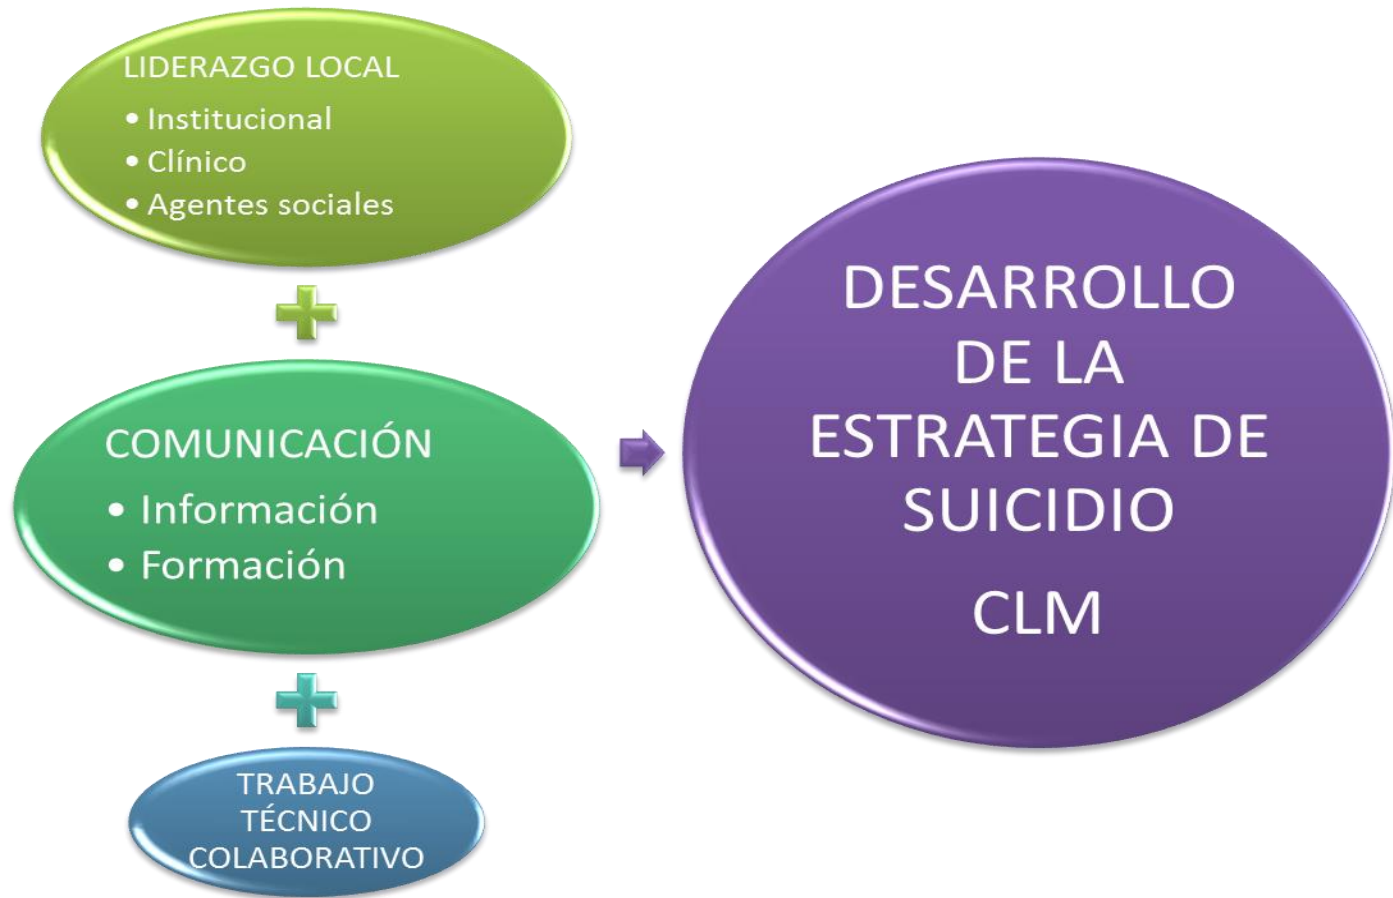 LIDERAZGO LOCAL
• Institucional
• Clínico
• Agentes sociales
COMUNICACIÓN
• Información
• Formación
TRABAJO
TÉCNICO
COLABORATIVO
DESARROLLO
DE LA
ESTRATEGIA DE
SUICIDIO
CLM